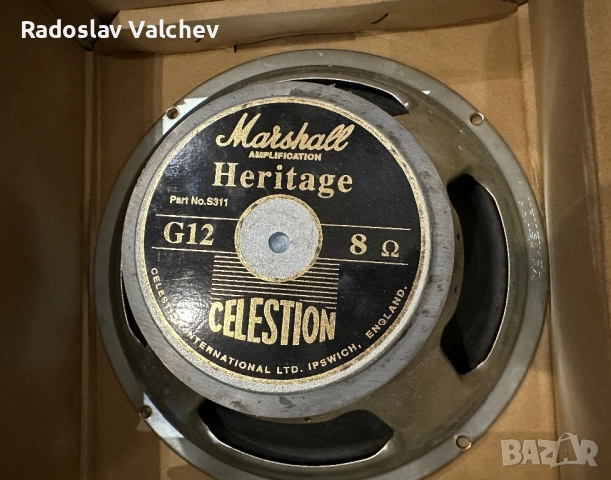 Radoslav Valchev
Marshall
AMPLIFICATION
Heritage
Part No.S311
G12 8 Ω
CELESTION
CELESTION INTERNATIONAL LTD. IPSWICH, ENGLAND.
BAZAR